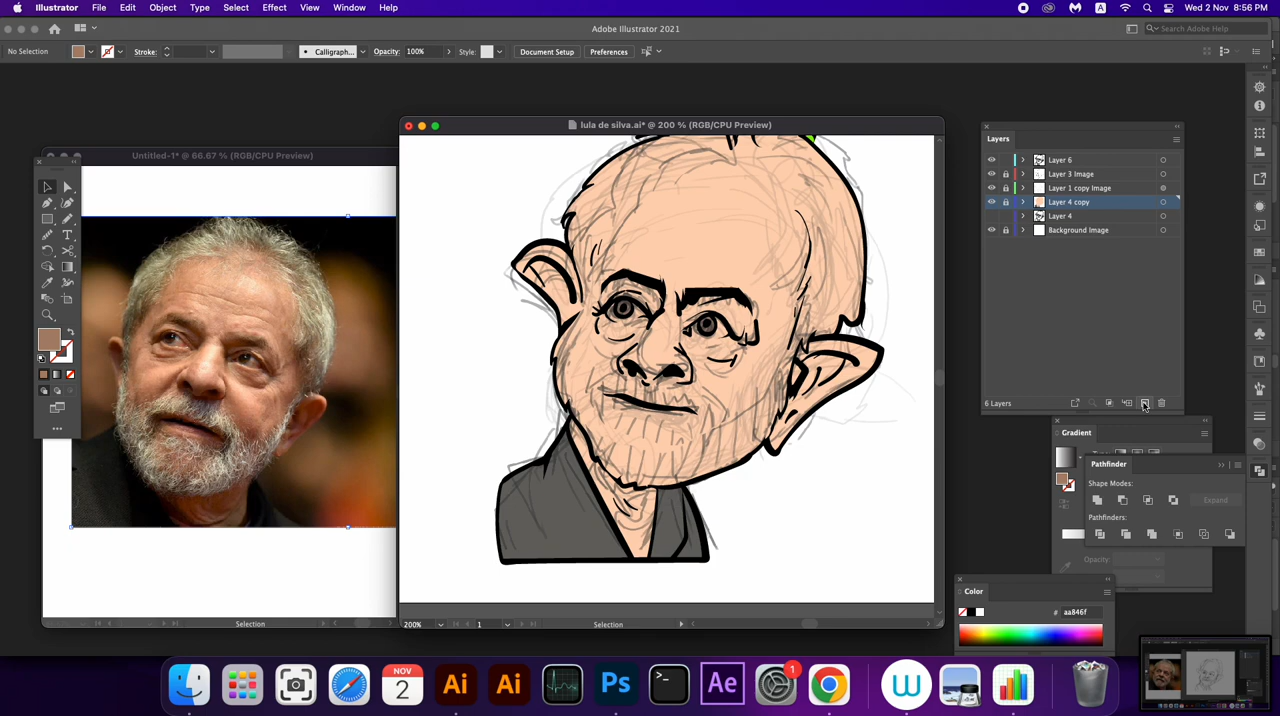 Illustrator File Edit Object Type Select Effect View Window Help
A Wed 2 Nov 8:56 PM
Adobe Illustrator 2021
Search Adobe Help
No Selection Stroke: Calligraph... Opacity: 100% Style: Document Setup Preferences
lula de silva.ai* @ 200 % (RGB/CPU Preview)
Untitled-1* @ 66.67 % (RGB/CPU Preview)
Layers
Layer 6
Layer 3 Image
Layer 1 copy Image
Layer 4 copy
Layer 4
Background Image
6 Layers
Gradient
Pathfinder
Shape Modes:
Expand
Pathfinders:
Opacity:
Color
# aa846f
200% 1 Selection
Selection
NOV
2
Ai
Ai
Ps
Ae
1